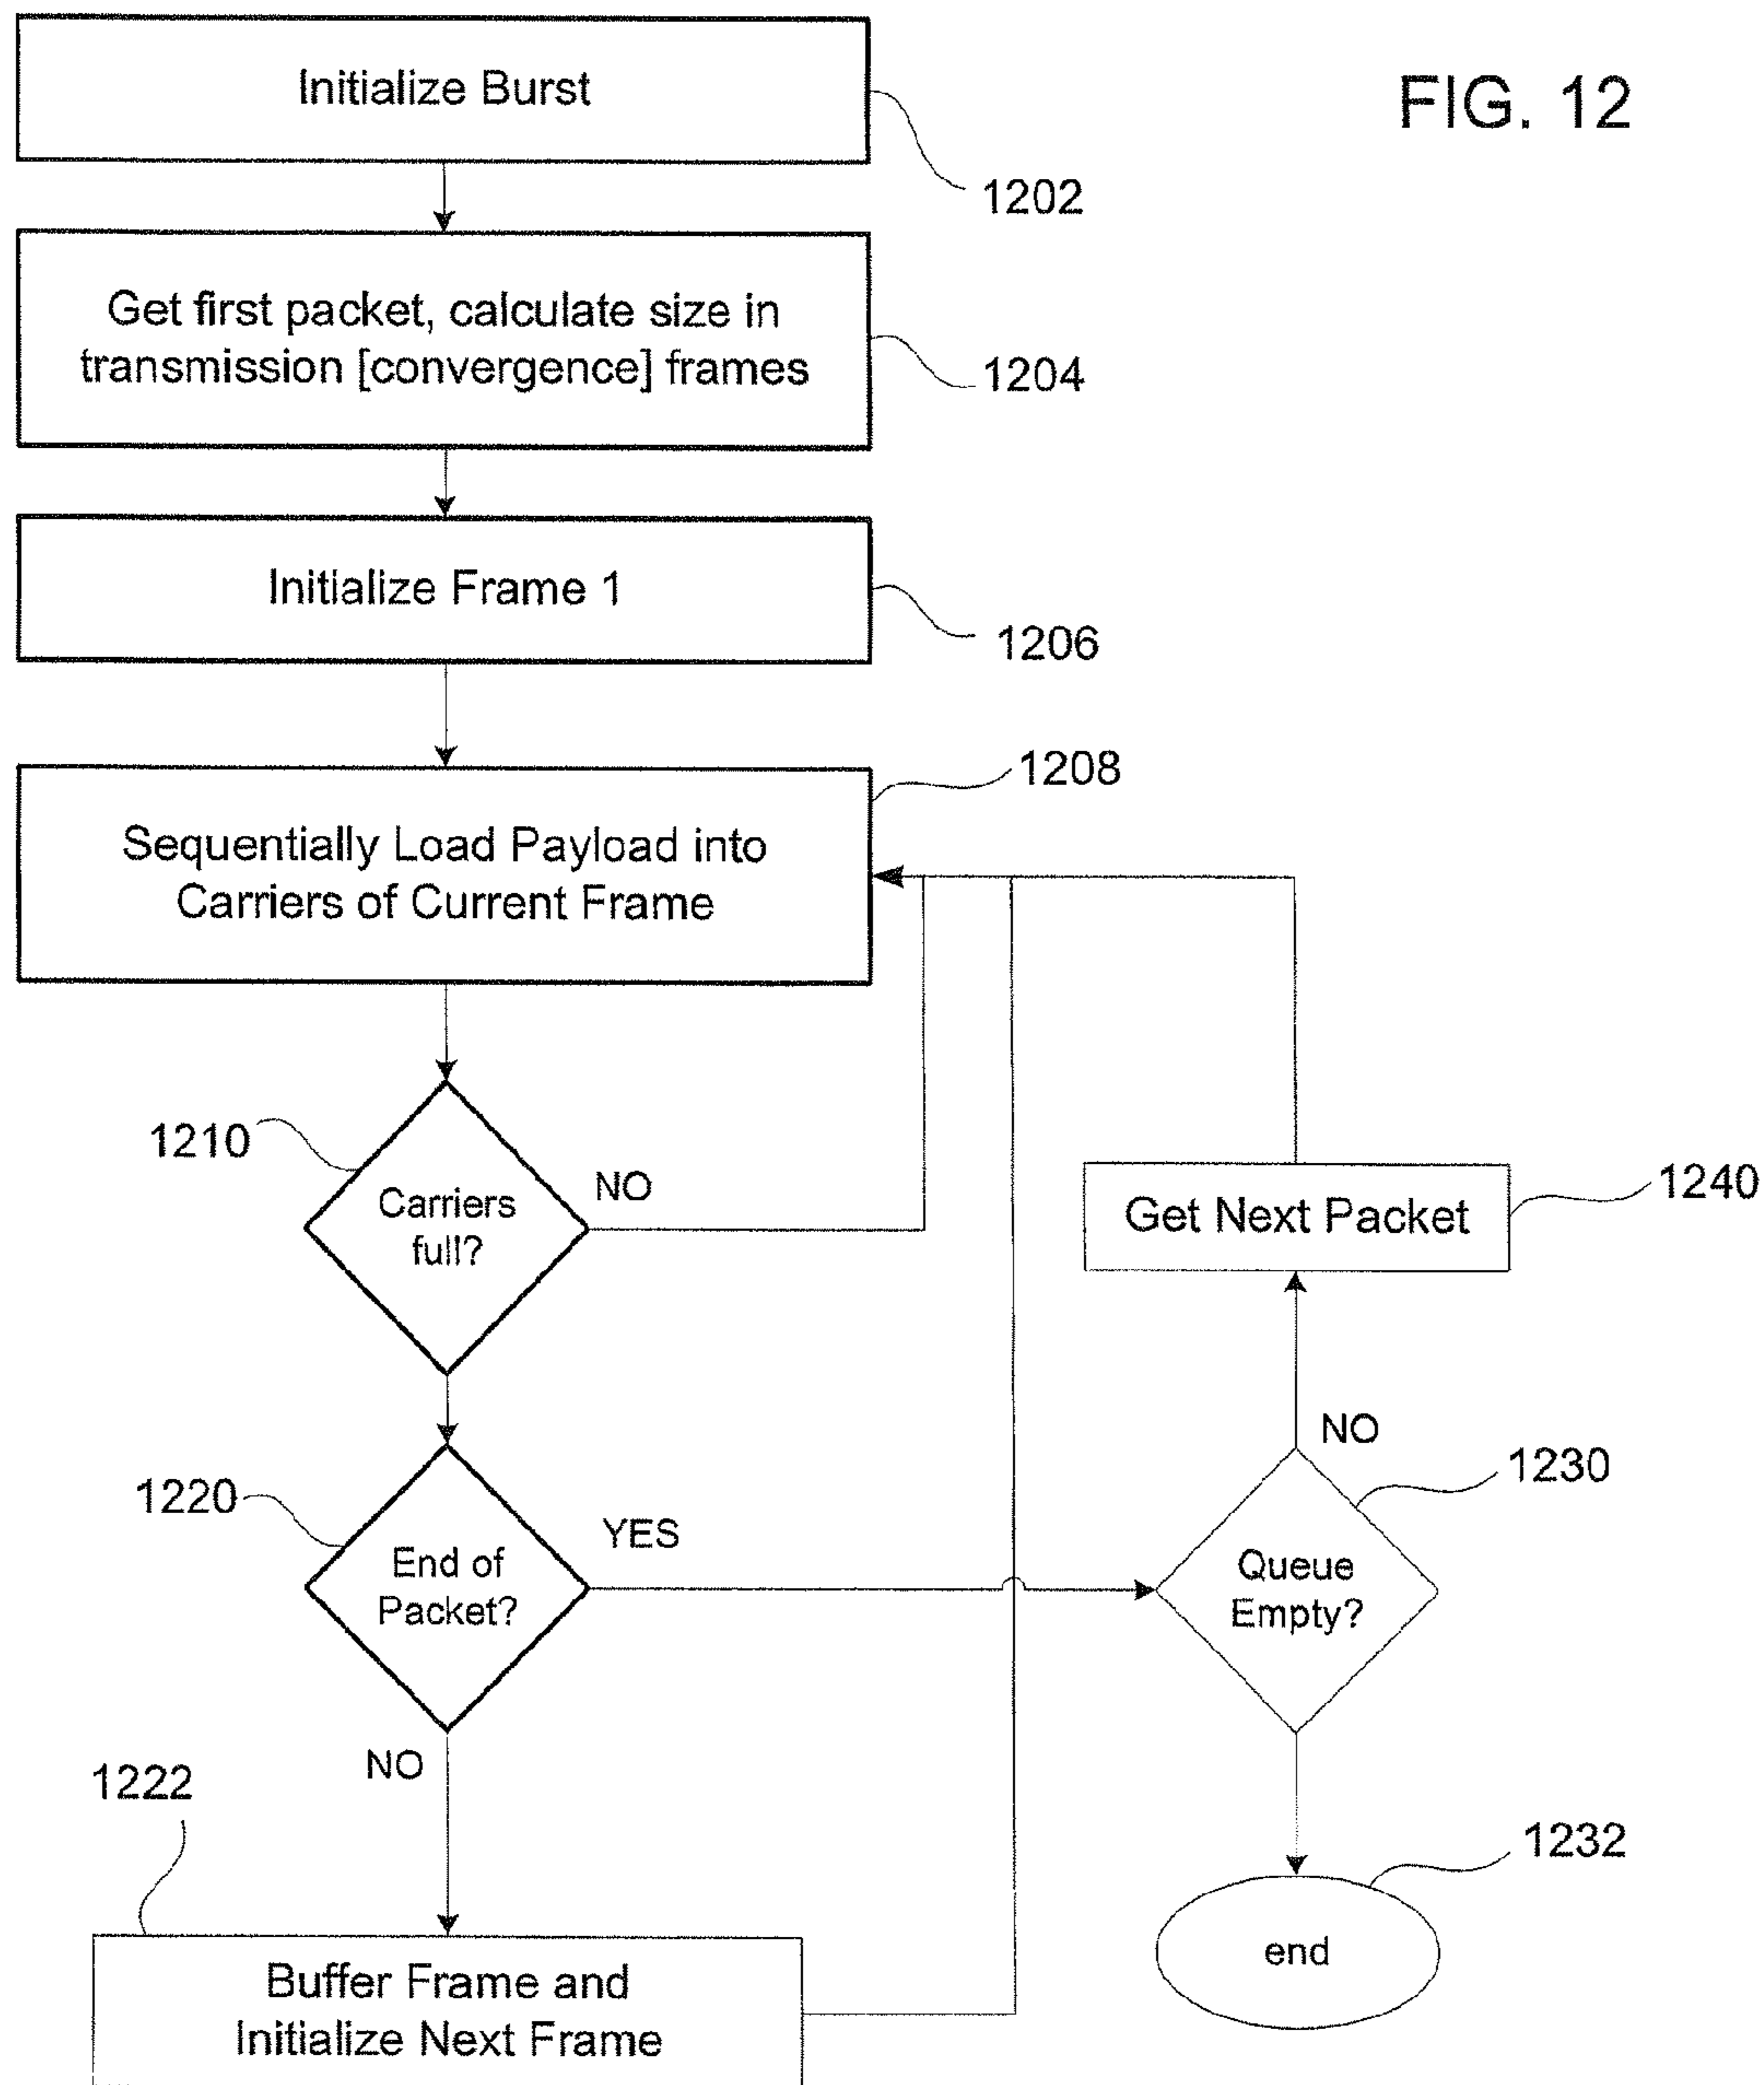 Initialize Burst
FIG. 12
1202
Get first packet, calculate size in
transmission [convergence] frames
1204
Initialize Frame 1
1206
1208
Sequentially Load Payload into
Carriers of Current Frame
1210
Carriers
full?
NO
Get Next Packet
1240
1220
End of
Packet?
YES
NO
1230
Queue
Empty?
NO
1222
Buffer Frame and
Initialize Next Frame
1232
end